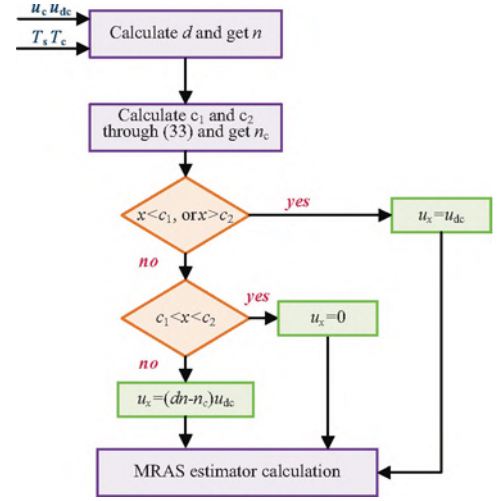 u_c u_dc
T_s T_c
Calculate d and get n
Calculate c_1 and c_2
through (33) and get n_c
x<c_1, orx>c_2
yes
u_x=u_dc
no
c_1<x<c_2
yes
u_x=0
no
u_x=(dn-n_c)u_dc
MRAS estimator calculation